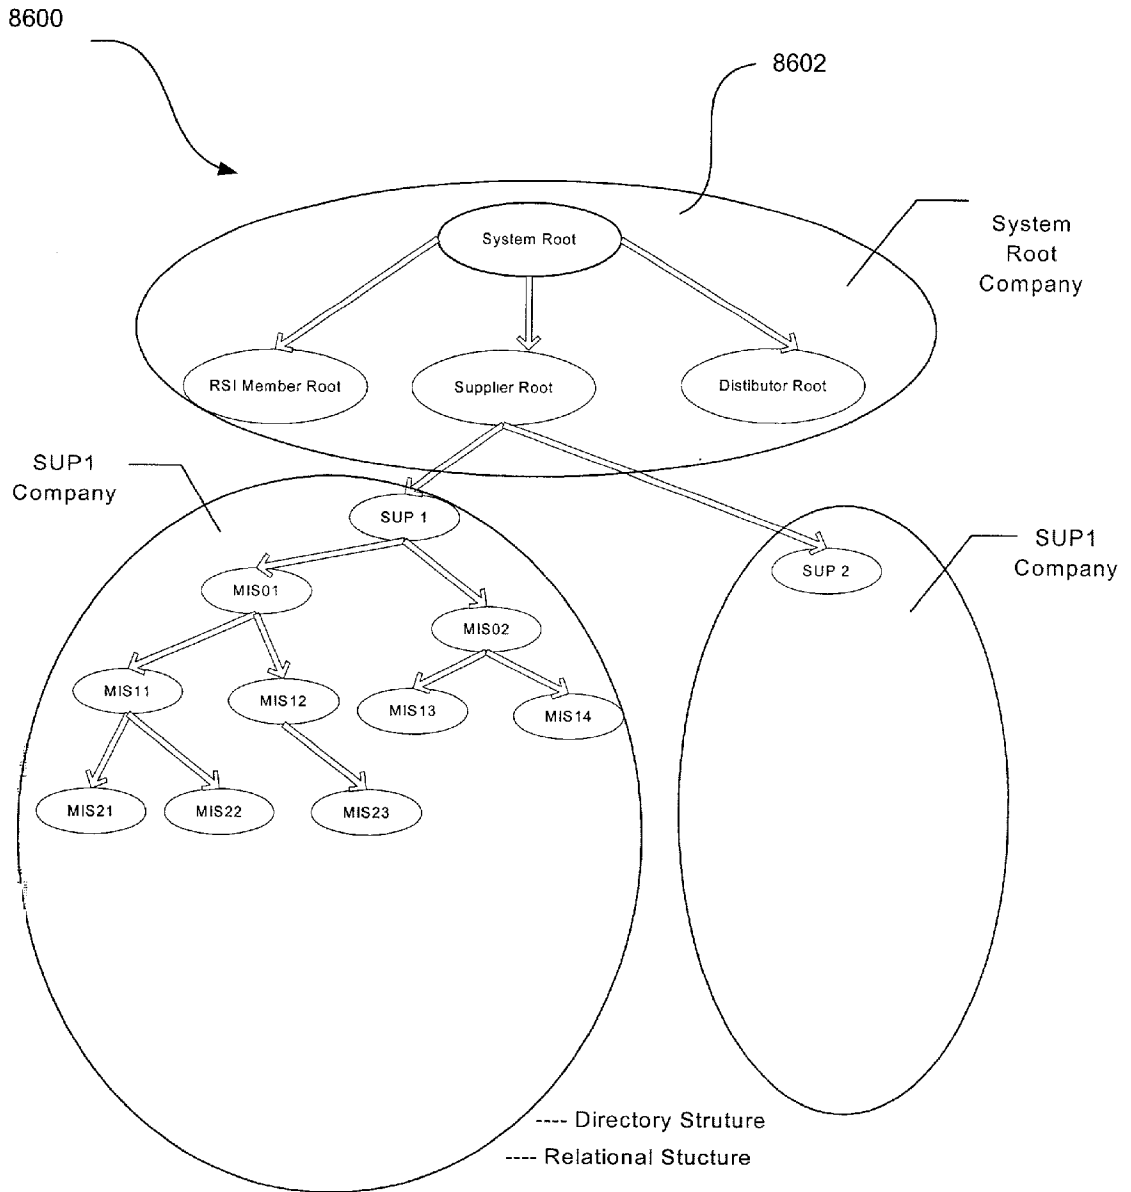 8600
8602
System Root
System
Root
Company
RSI Member Root
Supplier Root
Distibutor Root
SUP1
Company
SUP 1
SUP1
Company
SUP 2
MIS01
MIS02
MIS11
MIS12
MIS13
MIS14
MIS21
MIS22
MIS23
---- Directory Struture
---- Relational Stucture